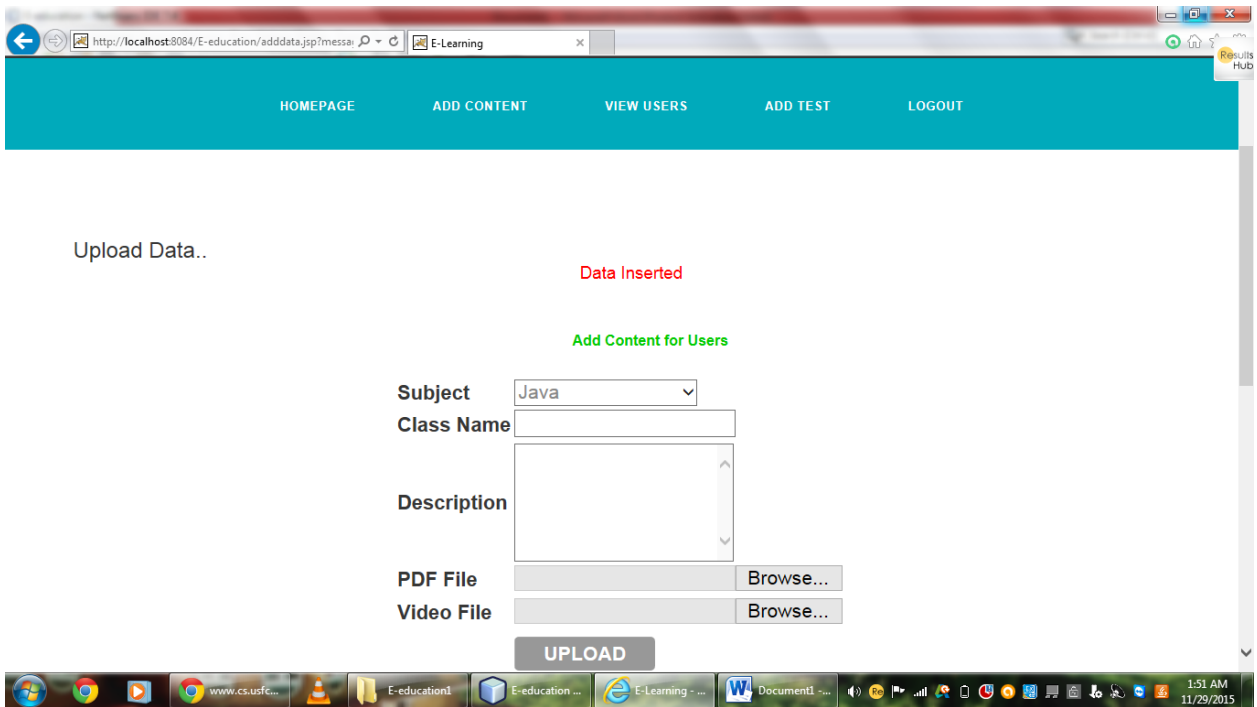 http://localhost:8084/E-education/adddata.jsp?messa
E-Learning
Results
Hub
HOMEPAGE ADD CONTENT VIEW USERS ADD TEST LOGOUT
Upload Data..
Data Inserted
Add Content for Users
Subject Java
Class Name
Description
PDF File Browse...
Video File Browse...
UPLOAD
www.cs.usfc... E-education1 E-education ... E-Learning - ... Document1 -... 1:51 AM
11/29/2015